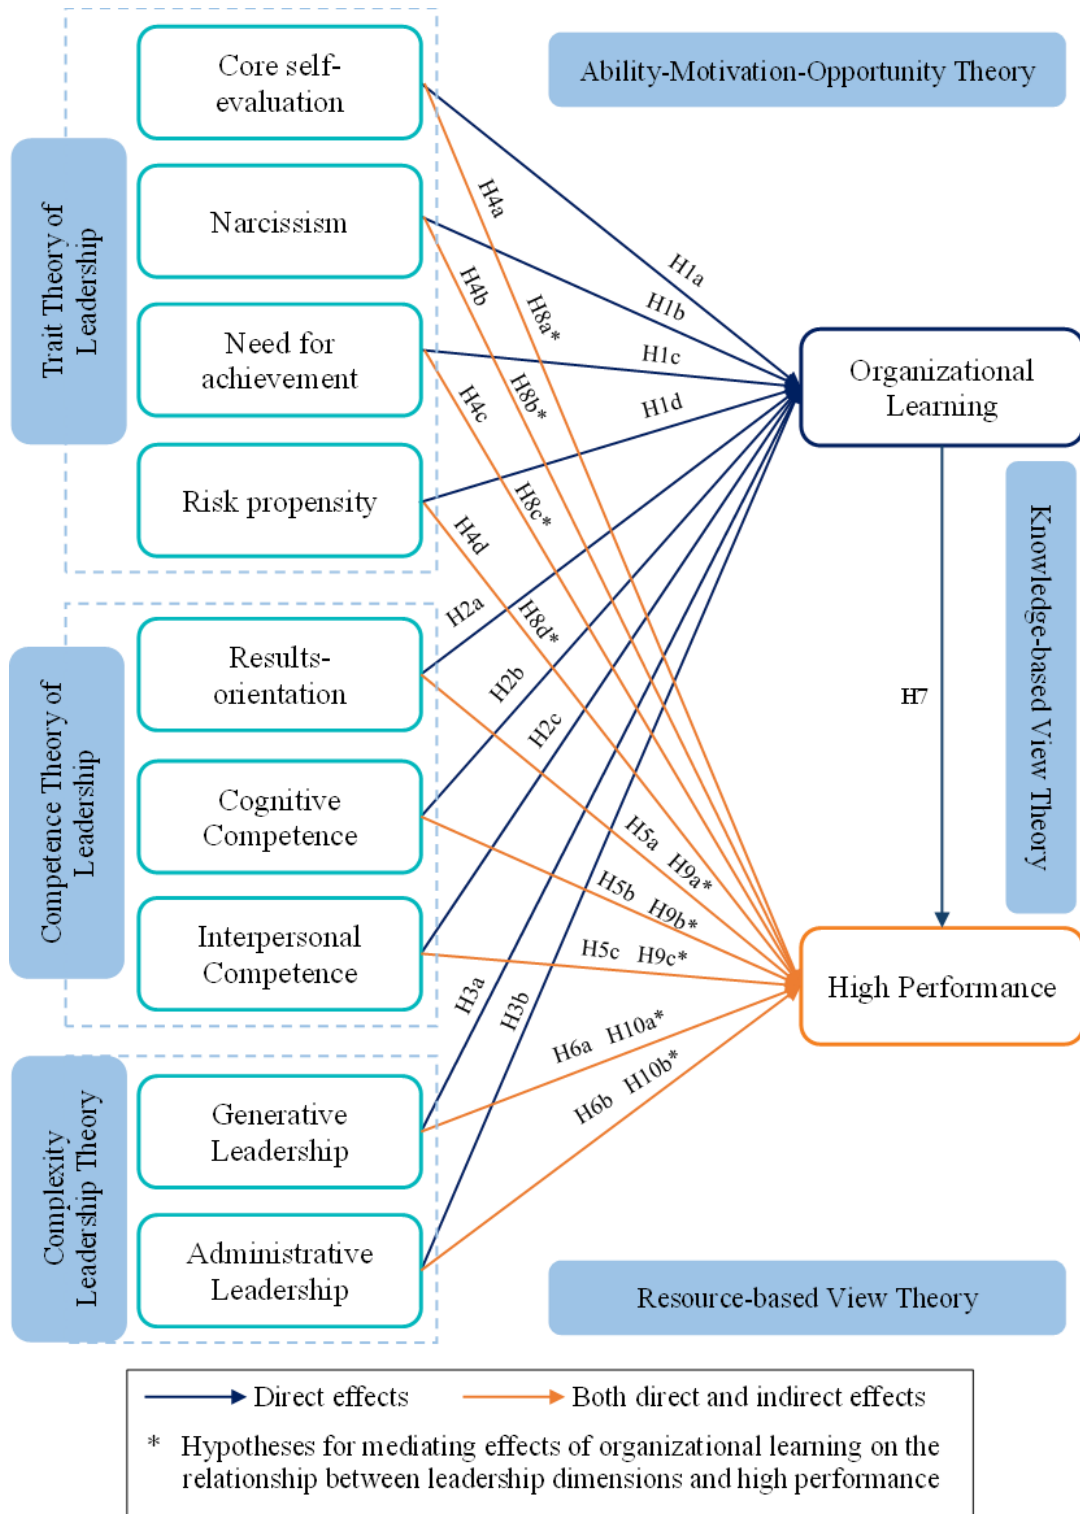 Ability-Motivation-Opportunity Theory
Trait Theory of
Leadership
Core self-
evaluation
Narcissism
Need for
achievement
Risk propensity
H4a
H1a
H4b
H8a*
H1b
H1c
H4c
H8b*
H1d
H8c*
H4d
Organizational
Learning
Knowledge-based View Theory
H7
Competence Theory of
Leadership
Results-
orientation
Cognitive
Competence
Interpersonal
Competence
H2a
H8d*
H2b
H2c
H5a H9a*
H5b H9b*
H5c H9c*
High Performance
H3a
H3b
H6a H10a*
H6b H10b*
Complexity
Leadership Theory
Generative
Leadership
Administrative
Leadership
Resource-based View Theory
Direct effects
Both direct and indirect effects
* Hypotheses for mediating effects of organizational learning on the
relationship between leadership dimensions and high performance